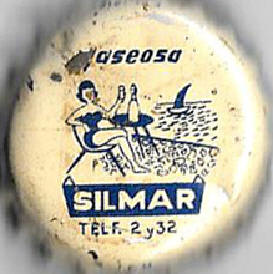 gaseosa
SILMAR
TELF. 2 y 32